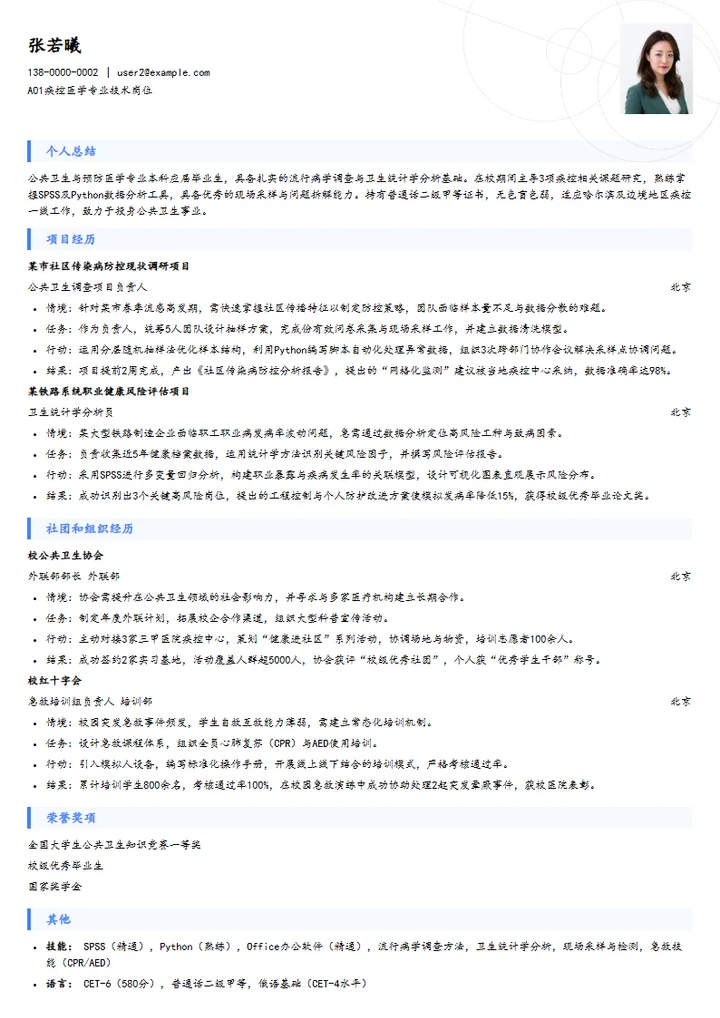 张若曦
138-0000-0002 | user2@example.com
A01疾控医学专业技术岗位
个人总结
公共卫生与预防医学专业本科应届毕业生，具备扎实的流行病学调查与卫生统计学分析基础。在校期间主导3项疾控相关课题研究，熟练掌
握SPSS及Python数据分析工具，具备优秀的现场采样与问题拆解能力。持有普通话二级甲等证书，无色盲色弱，适应哈尔滨及边境地区疾控
一线工作，致力于投身公共卫生事业。
项目经历
某市社区传染病防控现状调研项目
公共卫生调查项目负责人 北京
• 情境：针对某市春季流感高发期，需快速掌握社区传播特征以制定防控策略，团队面临样本量不足与数据分散的难题。
• 任务：作为负责人，统筹5人团队设计抽样方案，完成份有效问卷采集与现场采样工作，并建立数据清洗模型。
• 行动：运用分层随机抽样法优化样本结构，利用Python编写脚本自动化处理异常数据，组织3次跨部门协作会议解决采样点协调问题。
• 结果：项目提前2周完成，产出《社区传染病防控分析报告》，提出的“网格化监测”建议被当地疾控中心采纳，数据准确率达98%。
某铁路系统职业健康风险评估项目
卫生统计学分析员 北京
• 情境：某大型铁路制造企业面临职工职业病发病率波动问题，急需通过数据分析定位高风险工种与致病因素。
• 任务：负责收集近5年健康档案数据，运用统计学方法识别关键风险因子，并撰写风险评估报告。
• 行动：采用SPSS进行多变量回归分析，构建职业暴露与疾病发生率的关联模型，设计可视化图表直观展示风险分布。
• 结果：成功识别出3个关键高风险岗位，提出的工程控制与个人防护改进方案使模拟发病率降低15%，获得校级优秀毕业论文奖。
社团和组织经历
校公共卫生协会
外联部部长 外联部 北京
• 情境：协会需提升在公共卫生领域的社会影响力，并寻求与多家医疗机构建立长期合作。
• 任务：制定年度外联计划，拓展校企合作渠道，组织大型科普宣传活动。
• 行动：主动对接3家三甲医院疾控中心，策划“健康进社区”系列活动，协调场地与物资，培训志愿者100余人。
• 结果：成功签约2家实习基地，活动覆盖人群超5000人，协会获评“校级优秀社团”，个人获“优秀学生干部”称号。
校红十字会
急救培训组负责人 培训部 北京
• 情境：校园突发急救事件频发，学生自救互救能力薄弱，需建立常态化培训机制。
• 任务：设计急救课程体系，组织全员心肺复苏（CPR）与AED使用培训。
• 行动：引入模拟人设备，编写标准化操作手册，开展线上线下结合的培训模式，严格考核通过率。
• 结果：累计培训学生800余名，考核通过率100%，在校园急救演练中成功协助处理2起突发晕厥事件，获校医院表彰。
荣誉奖项
全国大学生公共卫生知识竞赛一等奖
校级优秀毕业生
国家奖学金
其他
• 技能： SPSS（精通），Python（熟练），Office办公软件（精通），流行病学调查方法，卫生统计学分析，现场采样与检测，急救技
能（CPR/AED）
• 语言： CET-6（580分），普通话二级甲等，俄语基础（CET-4水平）